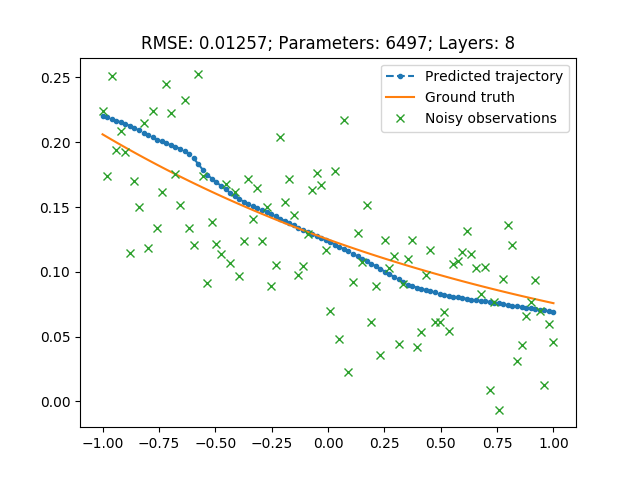 RMSE: 0.01257; Parameters: 6497; Layers: 8
Predicted trajectory
Ground truth
Noisy observations
0.25
0.20
0.15
0.10
0.05
0.00
−1.00 −0.75 −0.50 −0.25 0.00 0.25 0.50 0.75 1.00